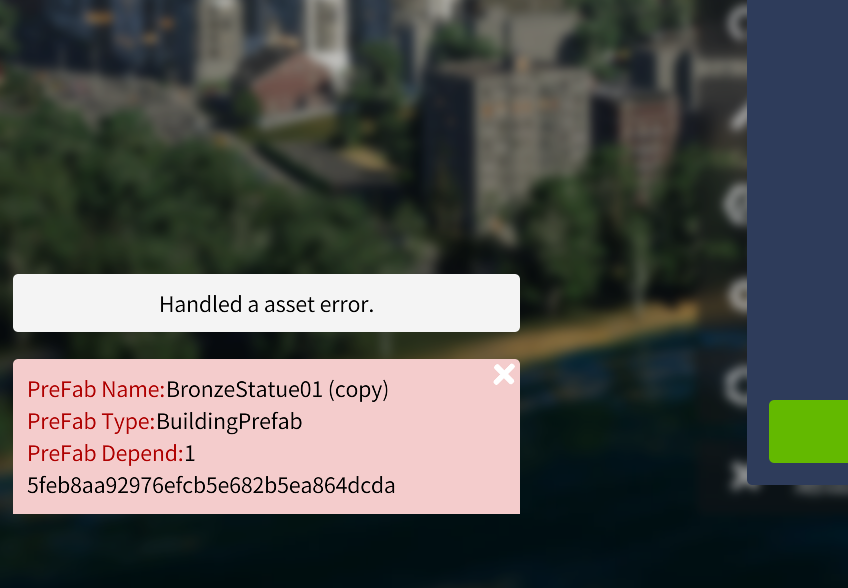 Handled a asset error.
PreFab Name:BronzeStatue01 (copy)
PreFab Type:BuildingPrefab
PreFab Depend:1
5feb8aa92976efcb5e682b5ea864dcda